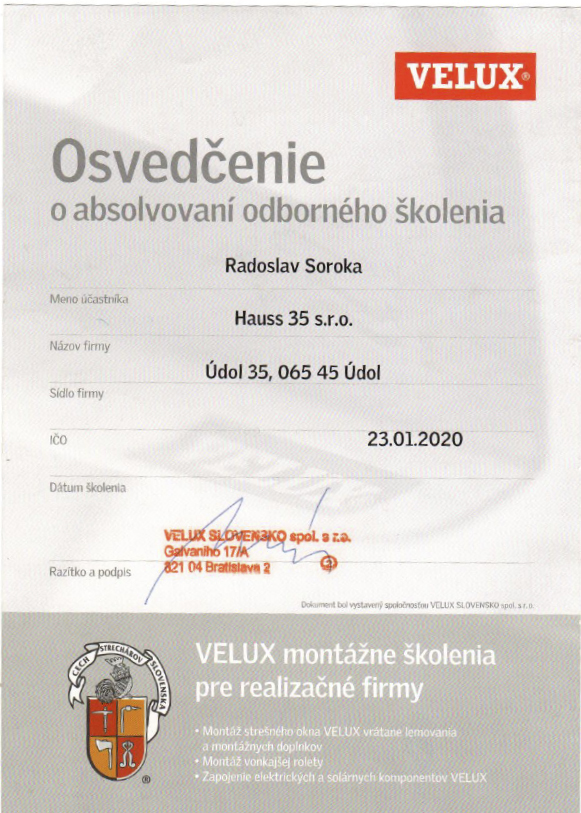 VELUX®
Osvedčenie
o absolvovaní odborného školenia
Radoslav Soroka
Meno účastníka
Hauss 35 s.r.o.
Názov firmy
Údol 35, 065 45 Údol
Sídlo firmy
IČO
23.01.2020
Dátum školenia
VELUX SLOVENSKO spol. s r.o.
Galvaniho 17/A
821 04 Bratislava 2
2
Razítko a podpis
Dokument bol vystavený spoločnosťou VELUX SLOVENSKO spol. s r.o.
CECH STRECHÁROV SLOVENSKA
®
VELUX montážne školenia
pre realizačné firmy
• Montáž strešného okna VELUX vrátane lemovania
a montážnych doplnkov
• Montáž vonkajšej rolety
• Zapojenie elektrických a solárnych komponentov VELUX